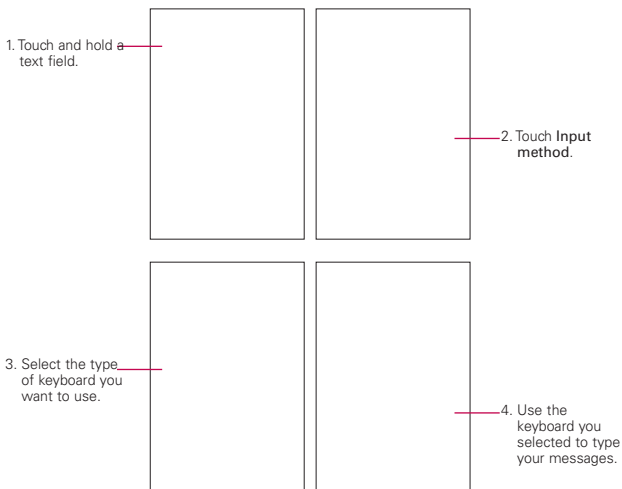 1. Touch and hold a
text field.
2. Touch Input
method.
3. Select the type
of keyboard you
want to use.
4. Use the
keyboard you
selected to type
your messages.